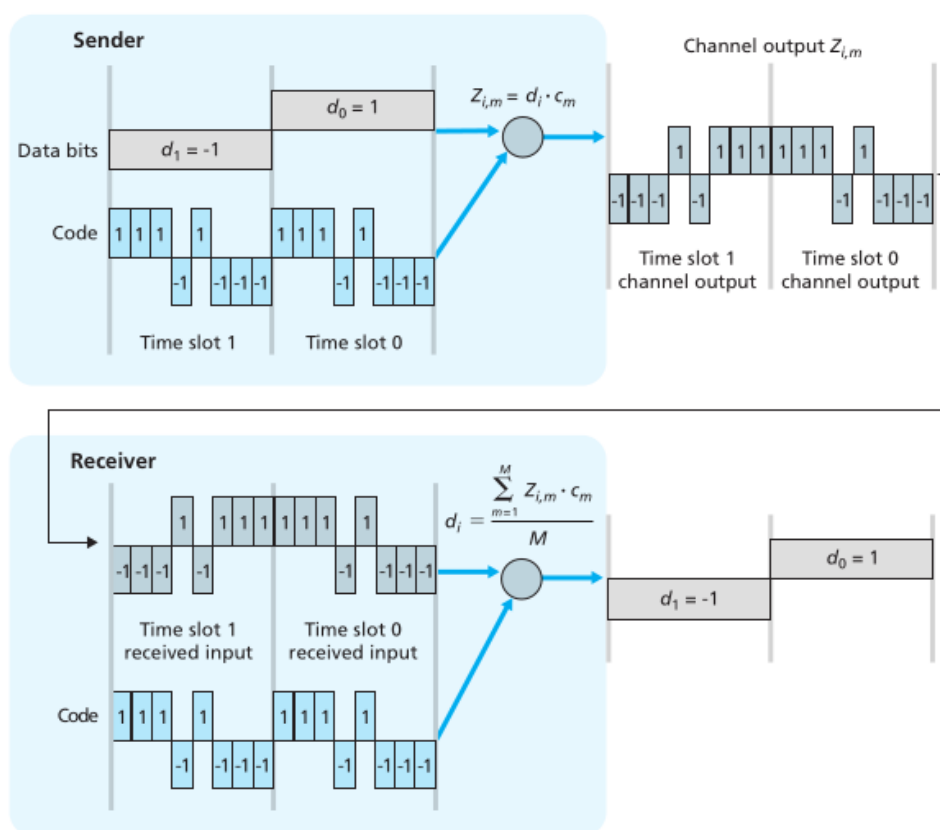 Sender
Channel output Z_{i,m}
Z_{i,m} = d_i · c_m
d_0 = 1
Data bits
d_1 = -1
1 1 1 1 1 1 1 1
-1 -1 -1 -1 -1 -1 -1 -1
Code
1 1 1 1 1 1 1 1
-1 -1 -1 -1 -1 -1 -1 -1
Time slot 1
channel output
Time slot 0
channel output
Time slot 1
Time slot 0
Receiver
d_i = \frac{\sum_{m=1}^{M} Z_{i,m} · c_m}{M}
1 1 1 1 1 1 1 1
-1 -1 -1 -1 -1 -1 -1 -1
d_0 = 1
d_1 = -1
Time slot 1
received input
Time slot 0
received input
Code
1 1 1 1 1 1 1 1
-1 -1 -1 -1 -1 -1 -1 -1